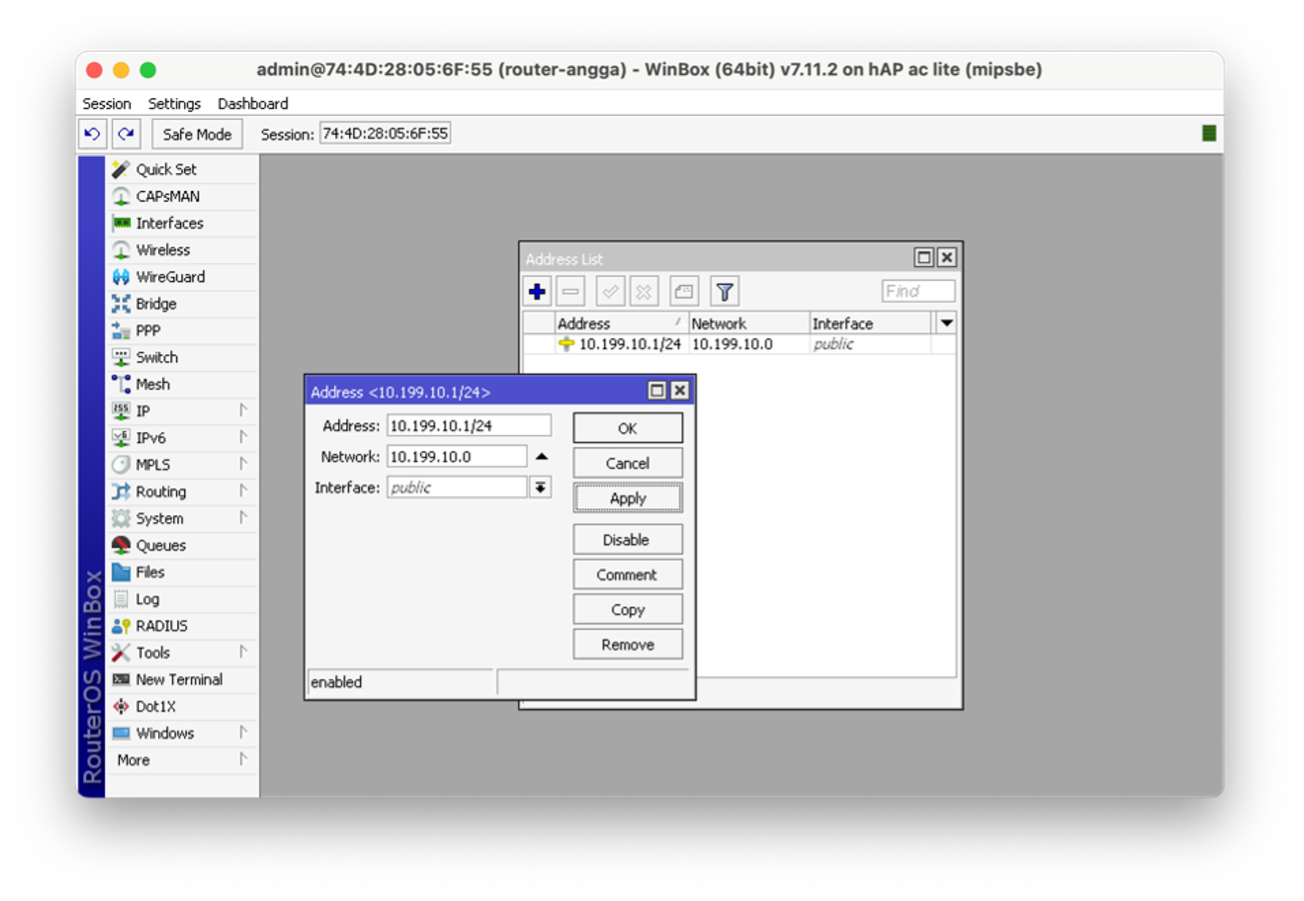 admin@74:4D:28:05:6F:55 (router-angga) - WinBox (64bit) v7.11.2 on hAP ac lite (mipsbe)
Session Settings Dashboard
Safe Mode Session: 74:4D:28:05:6F:55
Quick Set
CAPsMAN
Interfaces
Wireless
WireGuard
Bridge
PPP
Switch
Mesh
IP
IPv6
MPLS
Routing
System
Queues
Files
Log
RADIUS
Tools
New Terminal
Dot1X
Windows
More
RouterOS WinBox
Address List
Find
Address Network Interface
10.199.10.1/24 10.199.10.0 public
Address <10.199.10.1/24>
Address: 10.199.10.1/24
Network: 10.199.10.0
Interface: public
OK
Cancel
Apply
Disable
Comment
Copy
Remove
enabled